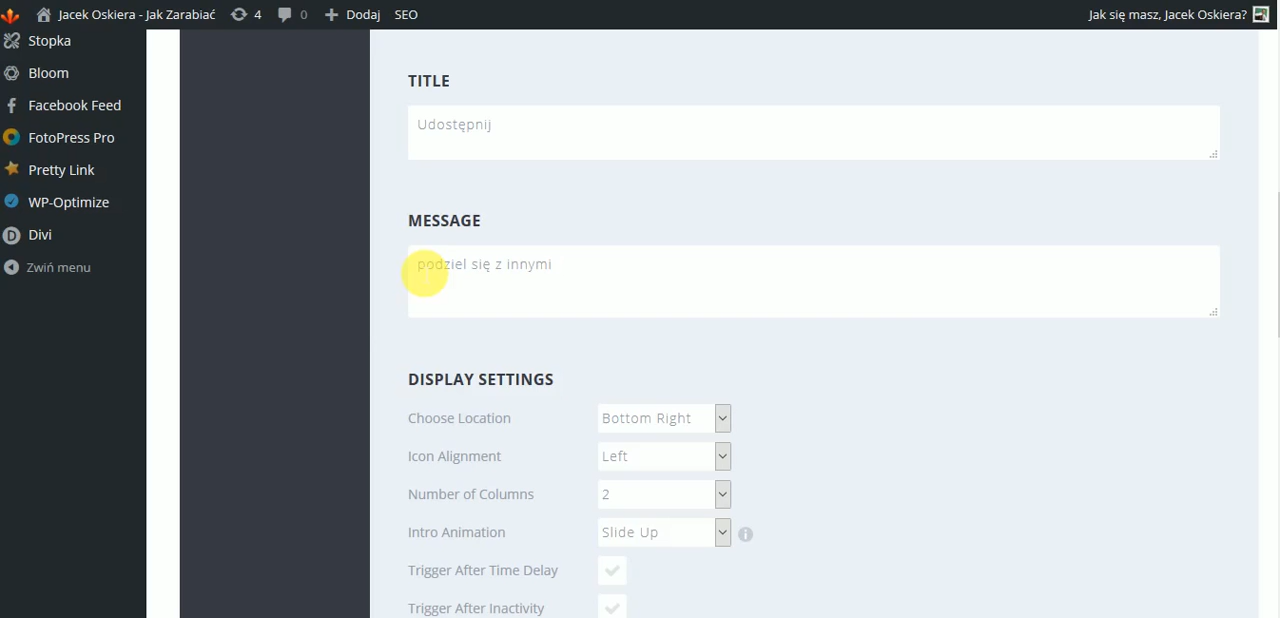 Jacek Oskiera - Jak Zarabiać 4 0 Dodaj SEO Jak się masz, Jacek Oskiera?
Stopka
Bloom
Facebook Feed
FotoPress Pro
Pretty Link
WP-Optimize
Divi
Zwiń menu
TITLE
Udostępnij
MESSAGE
podziel się z innymi
DISPLAY SETTINGS
Choose Location Bottom Right
Icon Alignment Left
Number of Columns 2
Intro Animation Slide Up
Trigger After Time Delay
Trigger After Inactivity